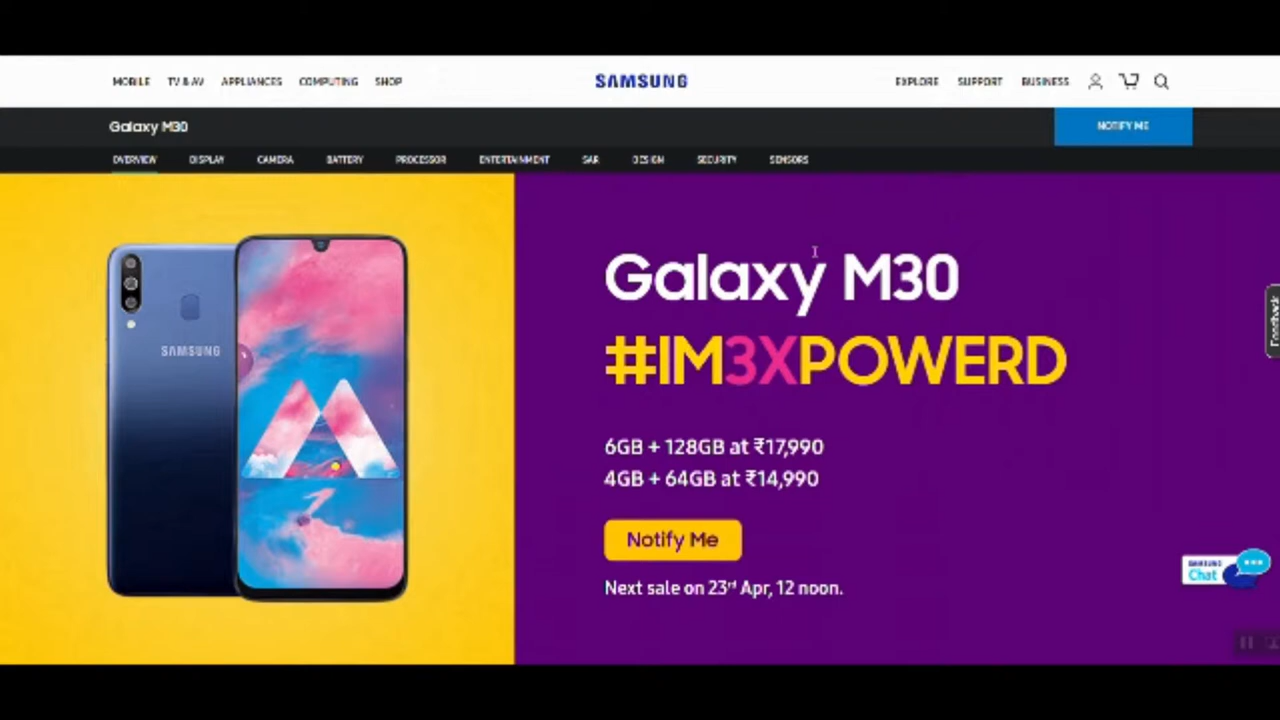 MOBILE TV & AV APPLIANCES COMPUTING SHOP SAMSUNG EXPLORE SUPPORT BUSINESS
Galaxy M30 NOTIFY ME
OVERVIEW DISPLAY CAMERA BATTERY PROCESSOR ENTERTAINMENT SAR DESIGN SECURITY SENSORS
SAMSUNG
Galaxy M30
#IM3XPOWERD
6GB + 128GB at ₹17,990
4GB + 64GB at ₹14,990
Notify Me
Next sale on 23rd Apr, 12 noon.
Feedback
SAMSUNG
Chat